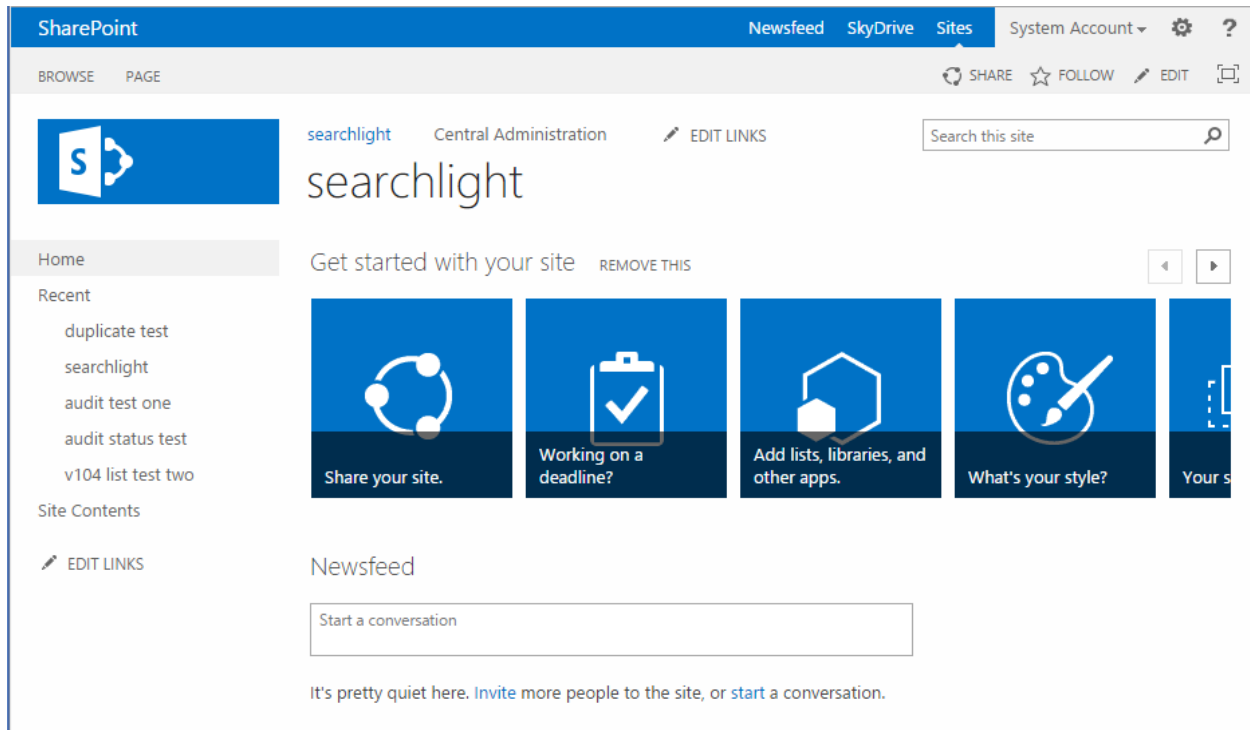 SharePoint
Newsfeed SkyDrive Sites System Account ?
BROWSE PAGE
SHARE FOLLOW EDIT
S
searchlight Central Administration EDIT LINKS
Search this site
searchlight
Home
Recent
duplicate test
searchlight
audit test one
audit status test
v104 list test two
Site Contents
EDIT LINKS
Get started with your site REMOVE THIS
Share your site.
Working on a
deadline?
Add lists, libraries, and
other apps.
What's your style?
Your s
Newsfeed
Start a conversation
It's pretty quiet here. Invite more people to the site, or start a conversation.